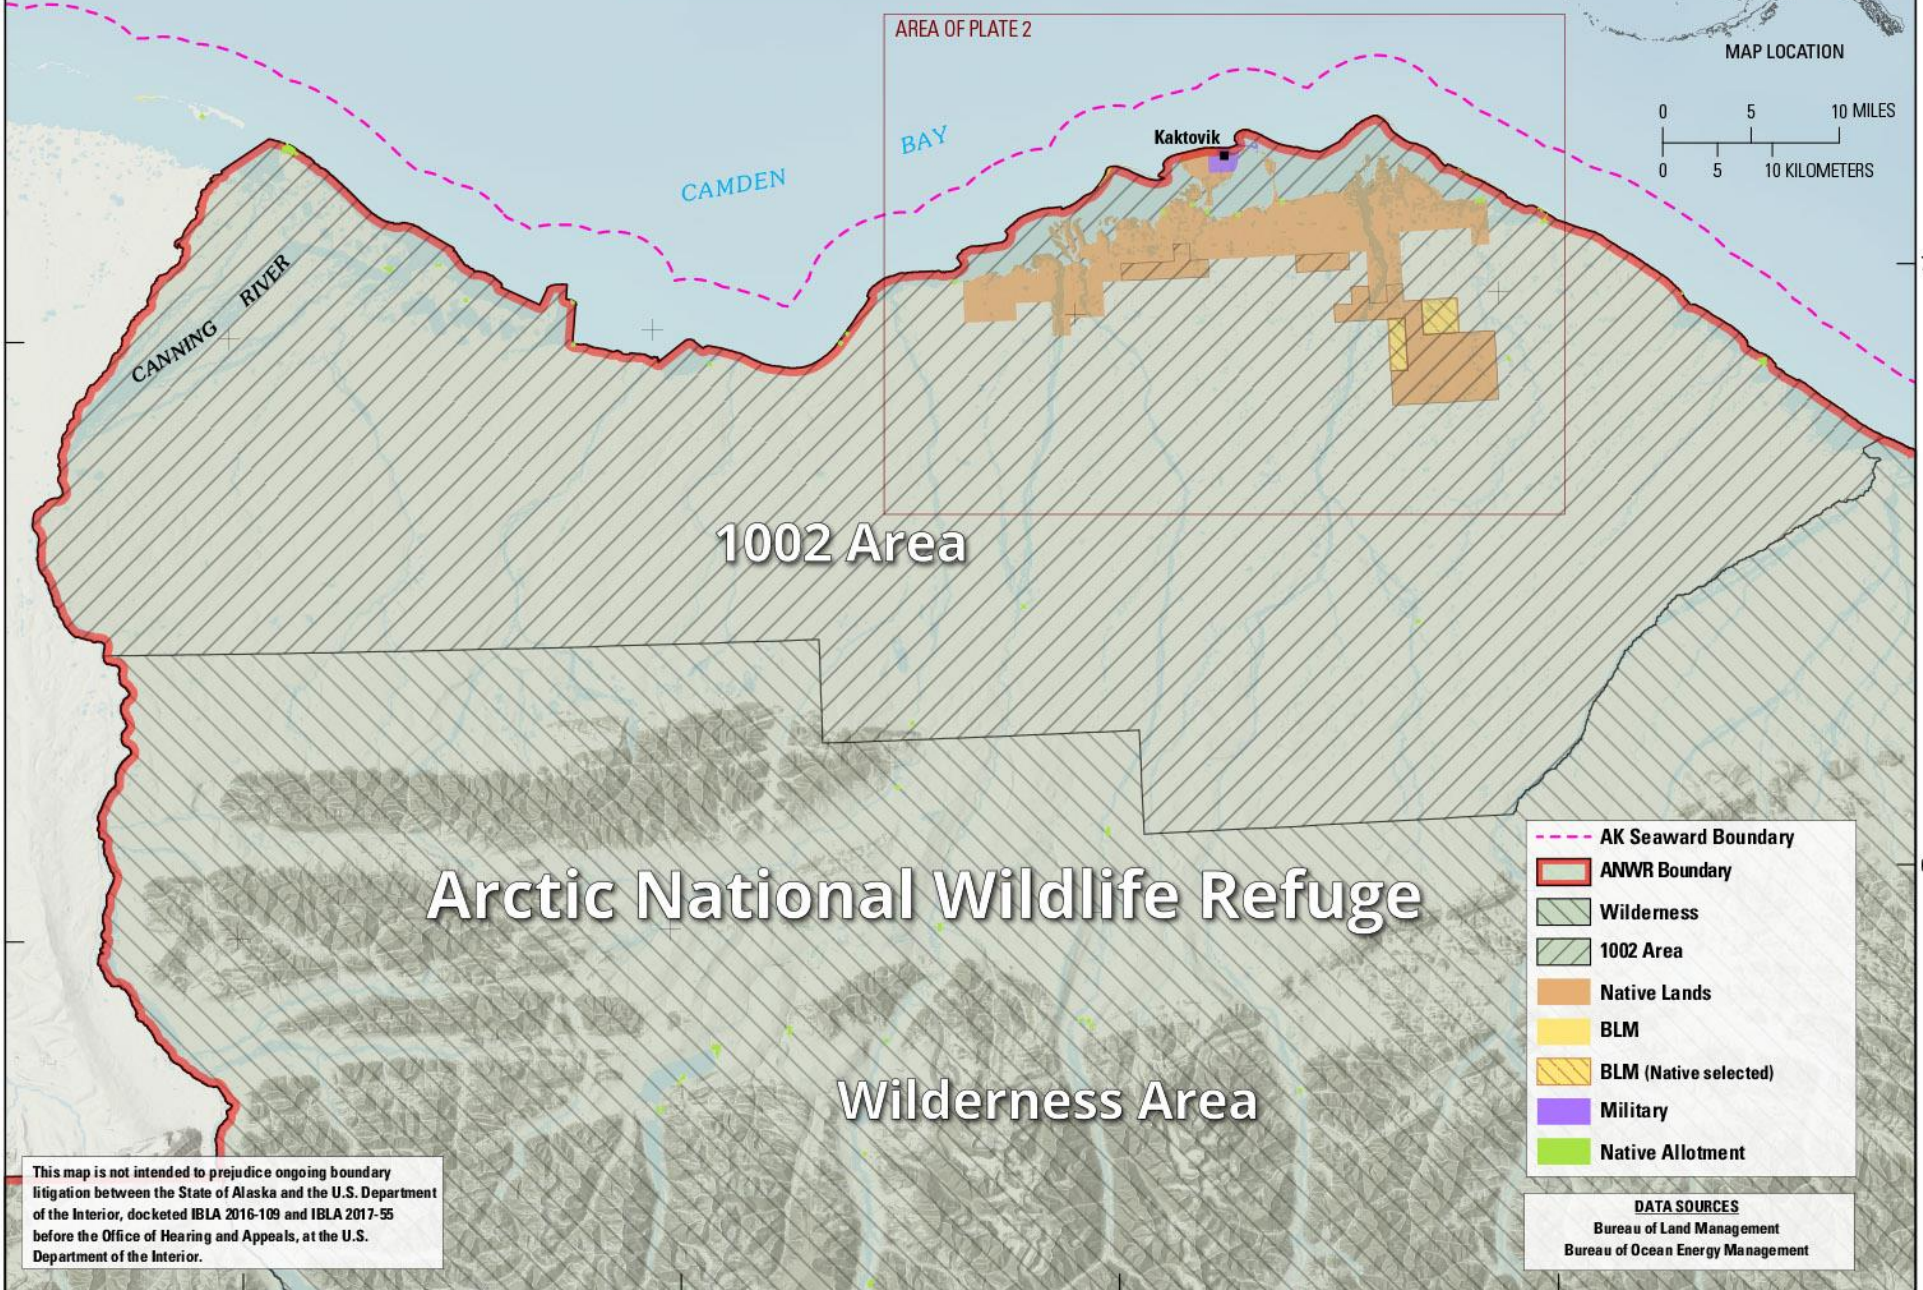 AREA OF PLATE 2
MAP LOCATION
0 5 10 MILES
0 5 10 KILOMETERS
Kaktovik
CAMDEN BAY
CANNING RIVER
1002 Area
Arctic National Wildlife Refuge
Wilderness Area
AK Seaward Boundary
ANWR Boundary
Wilderness
1002 Area
Native Lands
BLM
BLM (Native selected)
Military
Native Allotment
This map is not intended to prejudice ongoing boundary
litigation between the State of Alaska and the U.S. Department
of the Interior, docketed IBLA 2016-109 and IBLA 2017-55
before the Office of Hearing and Appeals, at the U.S.
Department of the Interior.
DATA SOURCES
Bureau of Land Management
Bureau of Ocean Energy Management